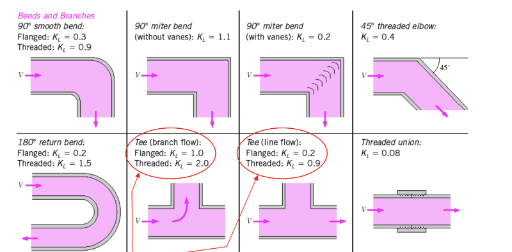 Bends and Branches
90° smooth bend:
Flanged: K_L = 0.3
Threaded: K_L = 0.9
V
90° miter bend
(without vanes): K_L = 1.1
V
90° miter bend
(with vanes): K_L = 0.2
V
45° threaded elbow:
K_L = 0.4
V
45°
180° return bend:
Flanged: K_L = 0.2
Threaded: K_L = 1.5
V
Tee (branch flow):
Flanged: K_L = 1.0
Threaded: K_L = 2.0
V
Tee (line flow):
Flanged: K_L = 0.2
Threaded: K_L = 0.9
V
Threaded union:
K_L = 0.08
V